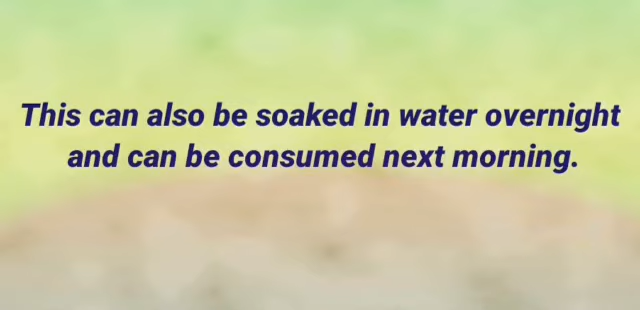 This can also be soaked in water overnight
and can be consumed next morning.